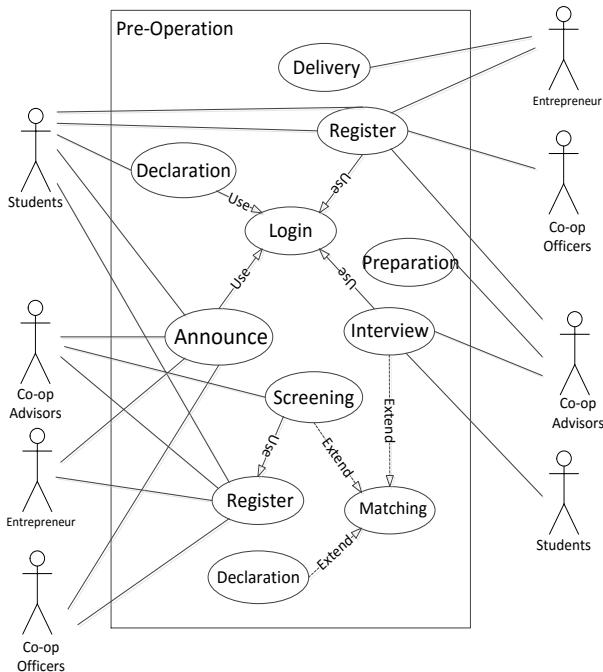 Pre-Operation
Delivery
Entrepreneur
Register
Students
Declaration
Use
Use
Co-op
Officers
Login
Preparation
Use
Use
Announce
Interview
Co-op
Advisors
Co-op
Advisors
Screening
Extend
Use
Extend
Entrepreneur
Register
Matching
Students
Declaration
Extend
Co-op
Officers